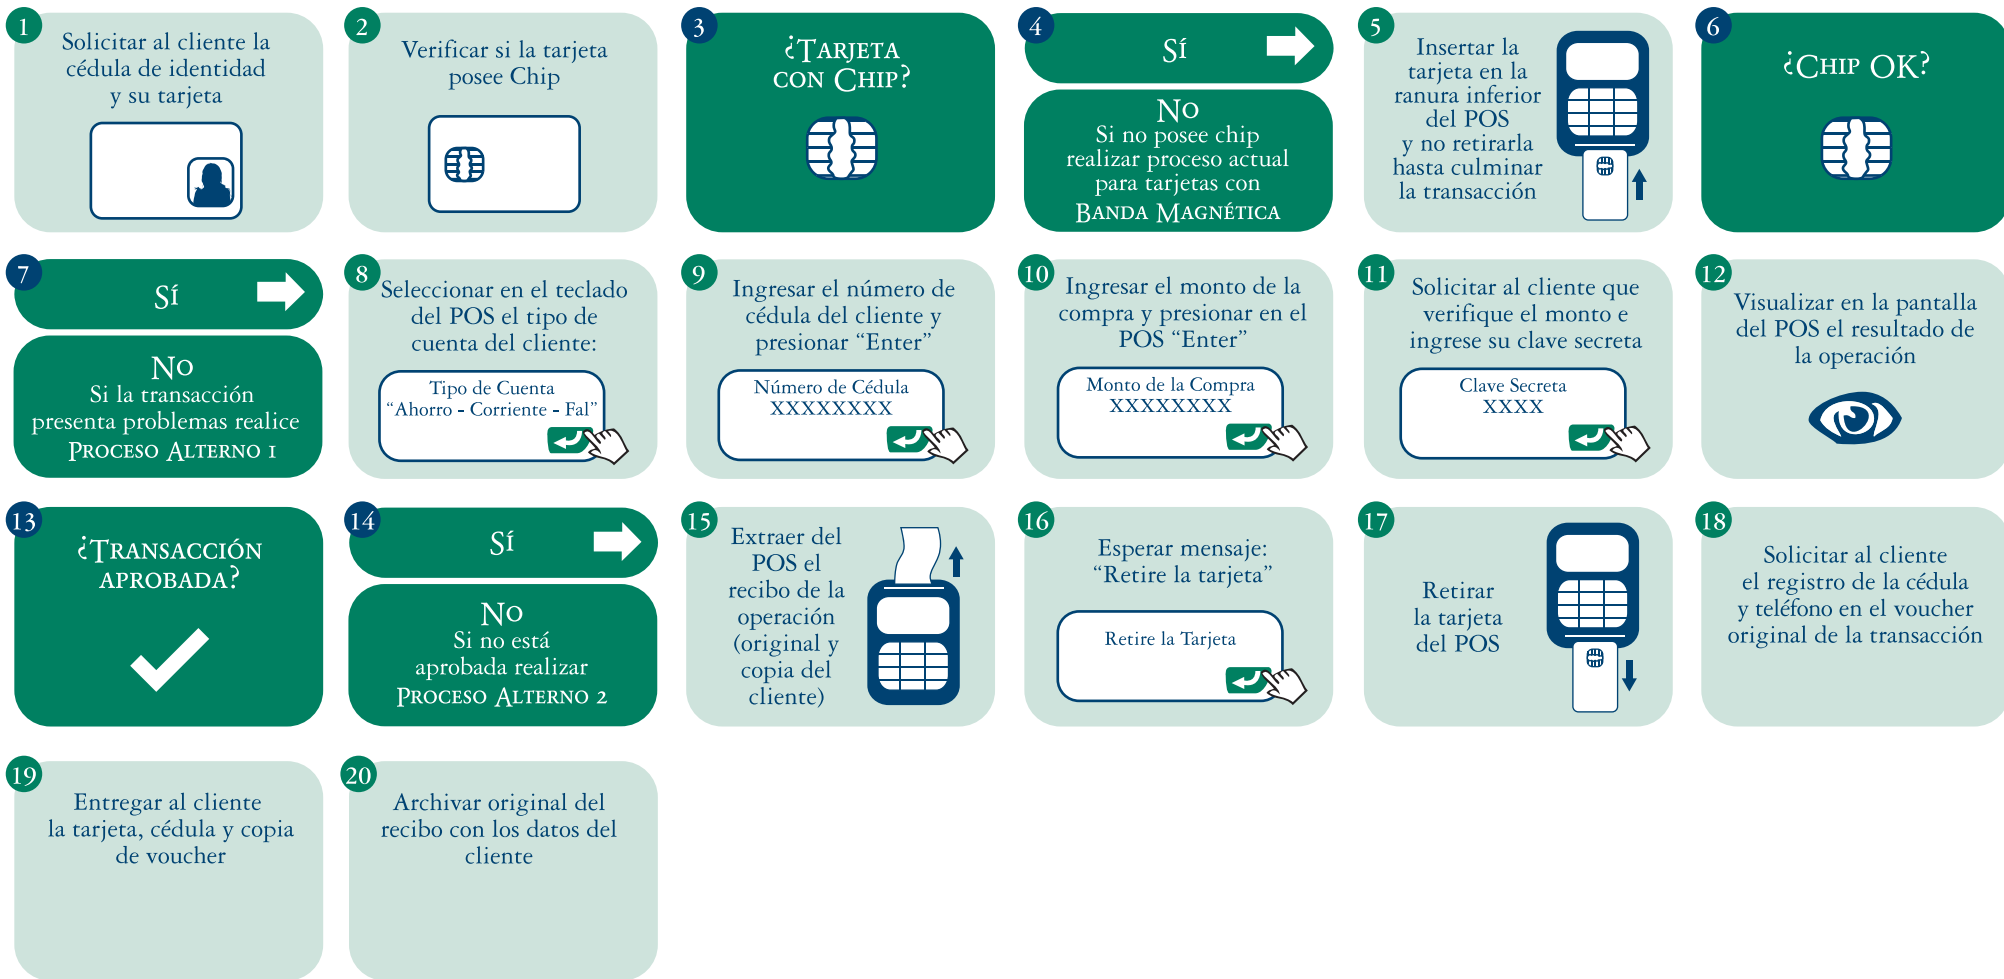 1
Solicitar al cliente la
cédula de identidad
y su tarjeta
2
Verificar si la tarjeta
posee Chip
3
¿Tarjeta
con Chip?
4
Sí
No
Si no posee chip
realizar proceso actual
para tarjetas con
Banda Magnética
5
Insertar la
tarjeta en la
ranura inferior
del POS
y no retirarla
hasta culminar
la transacción
6
¿Chip OK?
7
Sí
No
Si la transacción
presenta problemas realice
Proceso Alterno 1
8
Seleccionar en el teclado
del POS el tipo de
cuenta del cliente:
Tipo de Cuenta
“Ahorro - Corriente - Fal”
9
Ingresar el número de
cédula del cliente y
presionar “Enter”
Número de Cédula
XXXXXXXX
10
Ingresar el monto de la
compra y presionar en el
POS “Enter”
Monto de la Compra
XXXXXXXX
11
Solicitar al cliente que
verifique el monto e
ingrese su clave secreta
Clave Secreta
XXXX
12
Visualizar en la pantalla
del POS el resultado de
la operación
13
¿Transacción
aprobada?
14
Sí
No
Si no está
aprobada realizar
Proceso Alterno 2
15
Extraer del
POS el
recibo de la
operación
(original y
copia del
cliente)
16
Esperar mensaje:
“Retire la tarjeta”
Retire la Tarjeta
17
Retirar
la tarjeta
del POS
18
Solicitar al cliente
el registro de la cédula
y teléfono en el voucher
original de la transacción
19
Entregar al cliente
la tarjeta, cédula y copia
de voucher
20
Archivar original del
recibo con los datos del
cliente